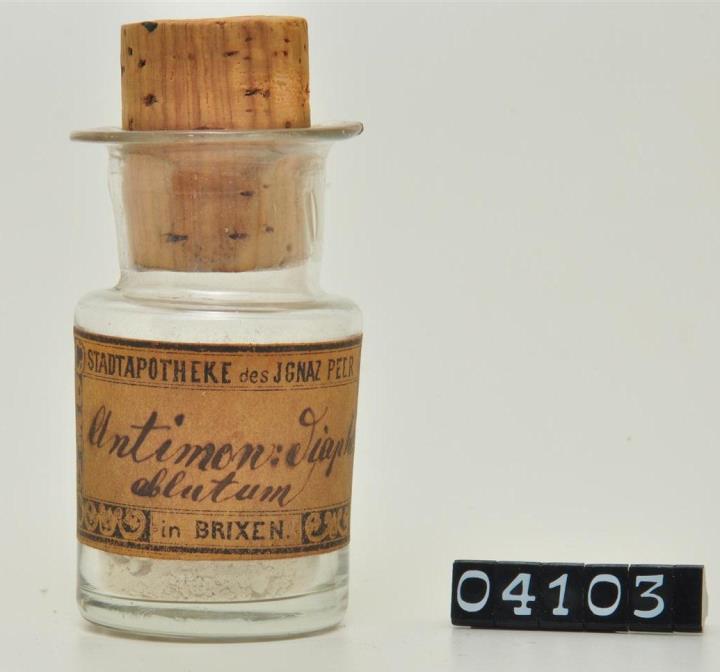 STADTAPOTHEKE des JGNAZ PEER
Antimon: diaph
ablutum
in BRIXEN.
04103